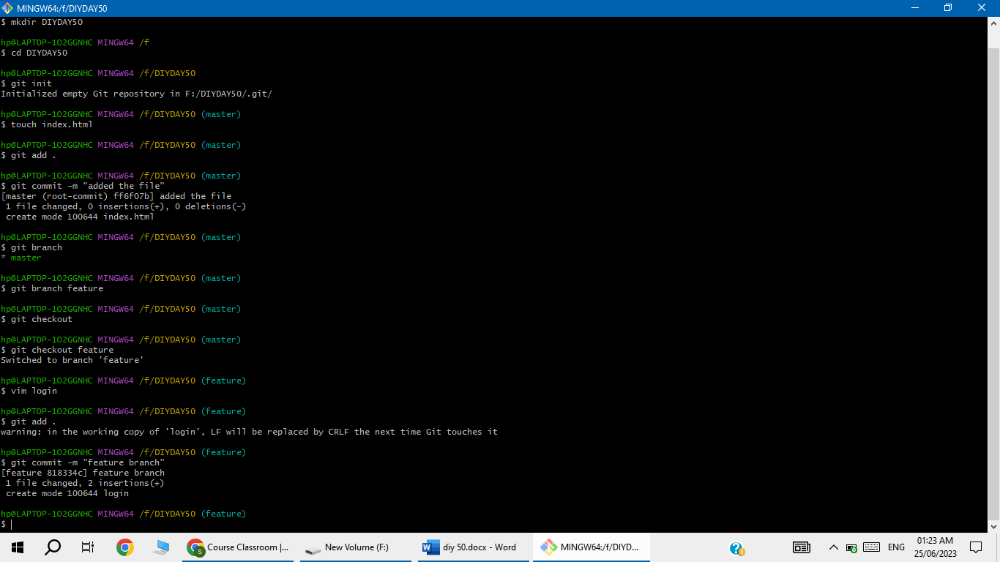 MINGW64:/f/DIYDAY50
$ mkdir DIYDAY50
hp@LAPTOP-1O2GGNHC MINGW64 /f
$ cd DIYDAY50
hp@LAPTOP-1O2GGNHC MINGW64 /f/DIYDAY50
$ git init
Initialized empty Git repository in F:/DIYDAY50/.git/
hp@LAPTOP-1O2GGNHC MINGW64 /f/DIYDAY50 (master)
$ touch index.html
hp@LAPTOP-1O2GGNHC MINGW64 /f/DIYDAY50 (master)
$ git add .
hp@LAPTOP-1O2GGNHC MINGW64 /f/DIYDAY50 (master)
$ git commit -m "added the file"
[master (root-commit) ff6f07b] added the file
 1 file changed, 0 insertions(+), 0 deletions(-)
 create mode 100644 index.html
hp@LAPTOP-1O2GGNHC MINGW64 /f/DIYDAY50 (master)
$ git branch
* master
hp@LAPTOP-1O2GGNHC MINGW64 /f/DIYDAY50 (master)
$ git branch feature
hp@LAPTOP-1O2GGNHC MINGW64 /f/DIYDAY50 (master)
$ git checkout
hp@LAPTOP-1O2GGNHC MINGW64 /f/DIYDAY50 (master)
$ git checkout feature
Switched to branch 'feature'
hp@LAPTOP-1O2GGNHC MINGW64 /f/DIYDAY50 (feature)
$ vim login
hp@LAPTOP-1O2GGNHC MINGW64 /f/DIYDAY50 (feature)
$ git add .
warning: in the working copy of 'login', LF will be replaced by CRLF the next time Git touches it
hp@LAPTOP-1O2GGNHC MINGW64 /f/DIYDAY50 (feature)
$ git commit -m "feature branch"
[feature 818334c] feature branch
 1 file changed, 2 insertions(+)
 create mode 100644 login
hp@LAPTOP-1O2GGNHC MINGW64 /f/DIYDAY50 (feature)
$
S Course Classroom |... New Volume (F:) W diy 50.docx - Word MINGW64:/f/DIYD... ENG 01:23 AM
25/06/2023